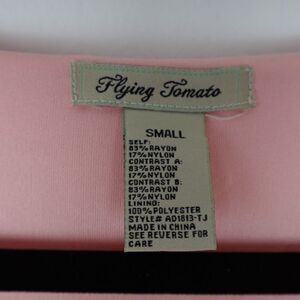 Flying Tomato
SMALL
SELF:
83%RAYON
17%NYLON
CONTRAST A:
83%RAYON
17%NYLON
CONTRAST B:
83%RAYON
17%NYLON
LINING:
100%POLYESTER
STYLE# AD1813-TJ
MADE IN CHINA
SEE REVERSE FOR
CARE